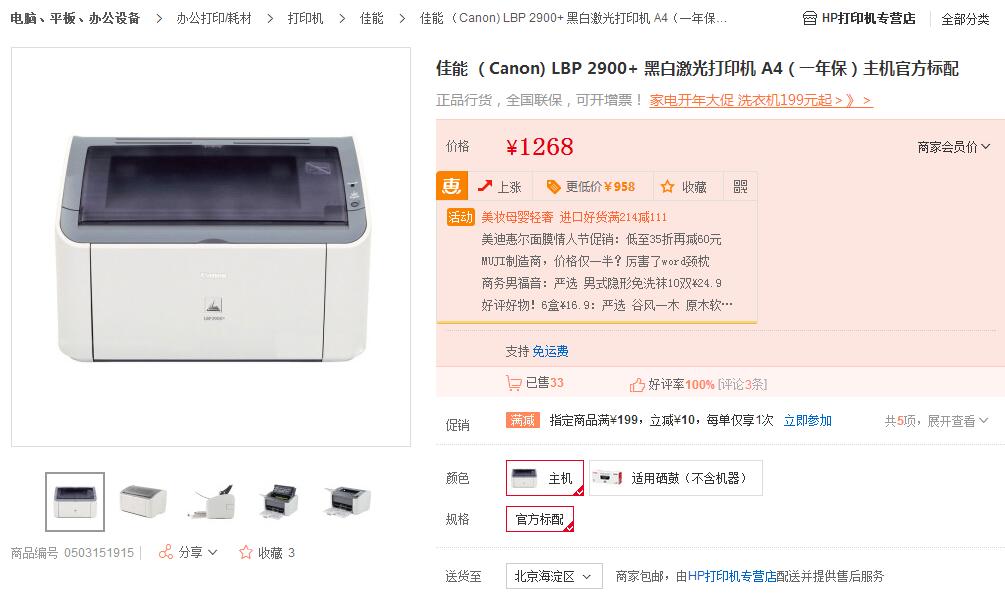 电脑、平板、办公设备 > 办公打印/耗材 > 打印机 > 佳能 > 佳能（Canon) LBP 2900+ 黑白激光打印机 A4（一年保...
HP打印机专营店 全部分类
佳能（Canon) LBP 2900+ 黑白激光打印机 A4（一年保）主机官方标配
正品行货，全国联保，可开增票！ 家电开年大促 洗衣机199元起>》>
价格 ¥1268 商家会员价
惠 上涨 更低价¥958 收藏
活动 美妆母婴轻奢 进口好货满214减111
美迪惠尔面膜情人节促销：低至35折再减60元
MUJI制造商，价格仅一半？厉害了word颈枕
商务男福音：严选 男式隐形免洗袜10双¥24.9
好评好物！6盒¥16.9：严选 谷风一木 原木软…
支持 免运费
已售33 好评率100% [评论3条]
促销 满减 指定商品满¥199，立减¥10，每单仅享1次 立即参加 共5项，展开查看
颜色 主机 适用硒鼓（不含机器）
规格 官方标配
送货至 北京海淀区 商家包邮，由HP打印机专营店配送并提供售后服务
Canon
LBP2900+
商品编号 0503151915 分享 收藏 3